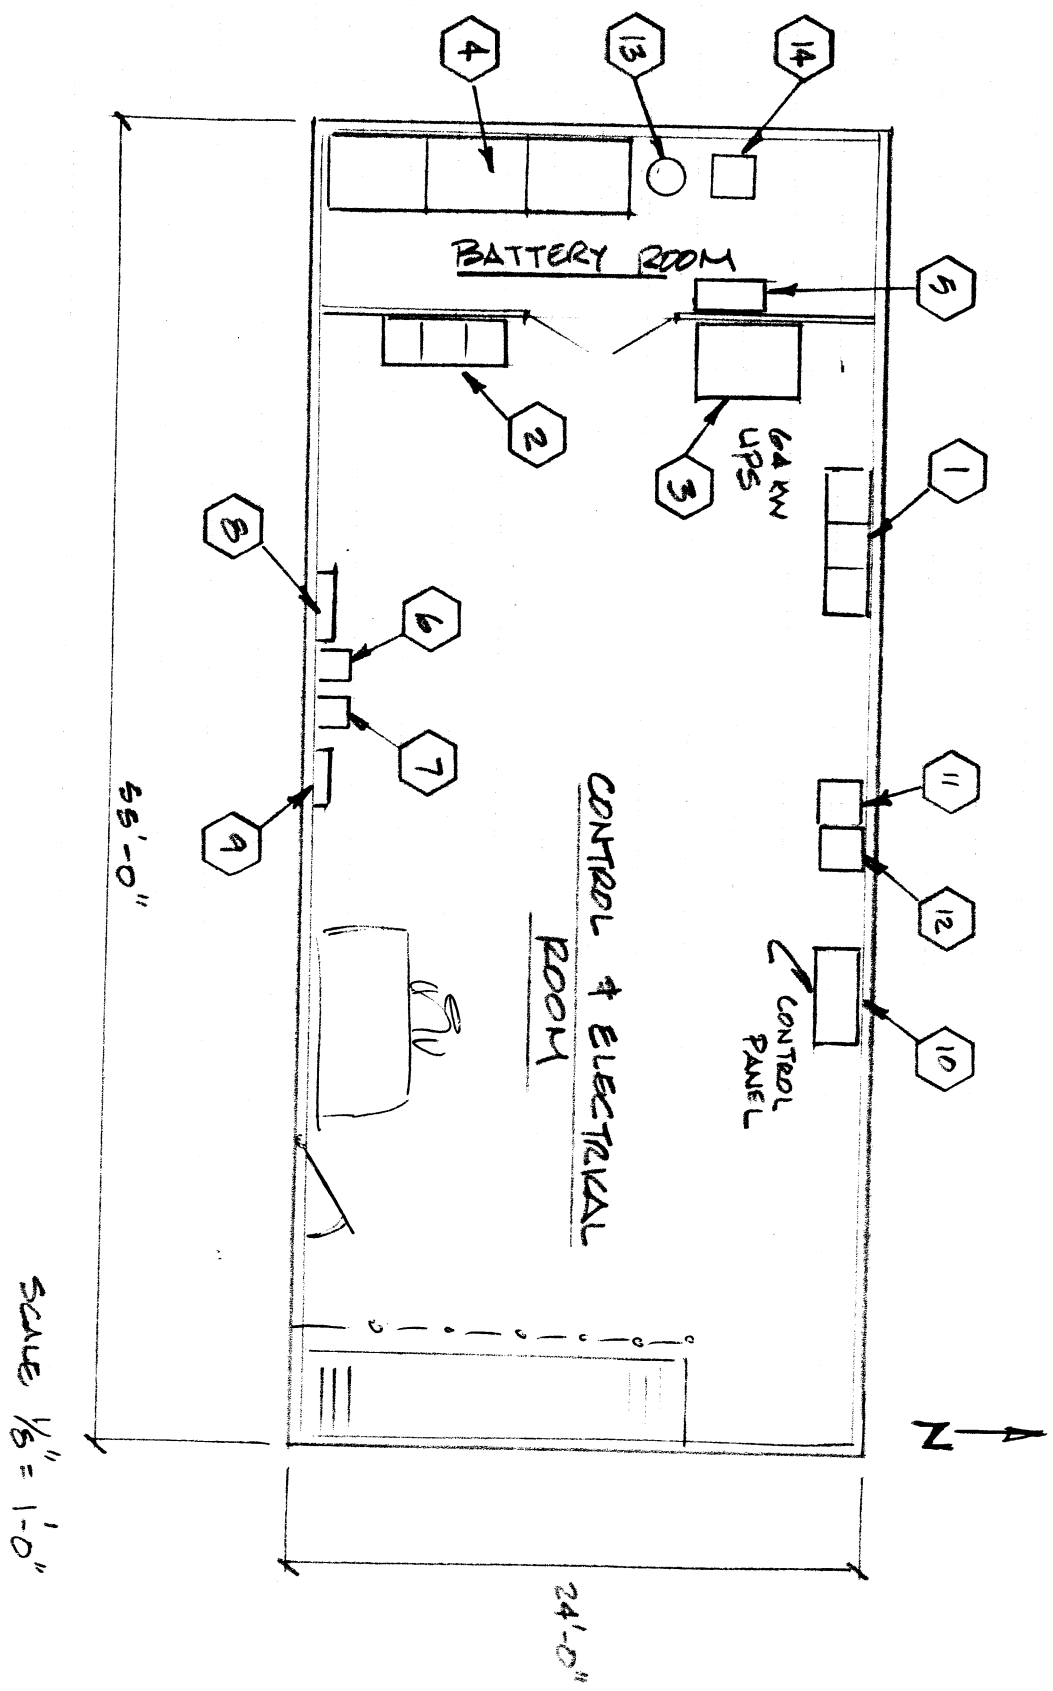 5
1
11
12
10
N
14
64 KW
UPS
CONTROL
PANEL
3
13
BATTERY ROOM
CONTROL & ELECTRICAL
ROOM
24'-0"
2
4
6
7
8
9
55'-0"
SCALE 1/8" = 1'-0"